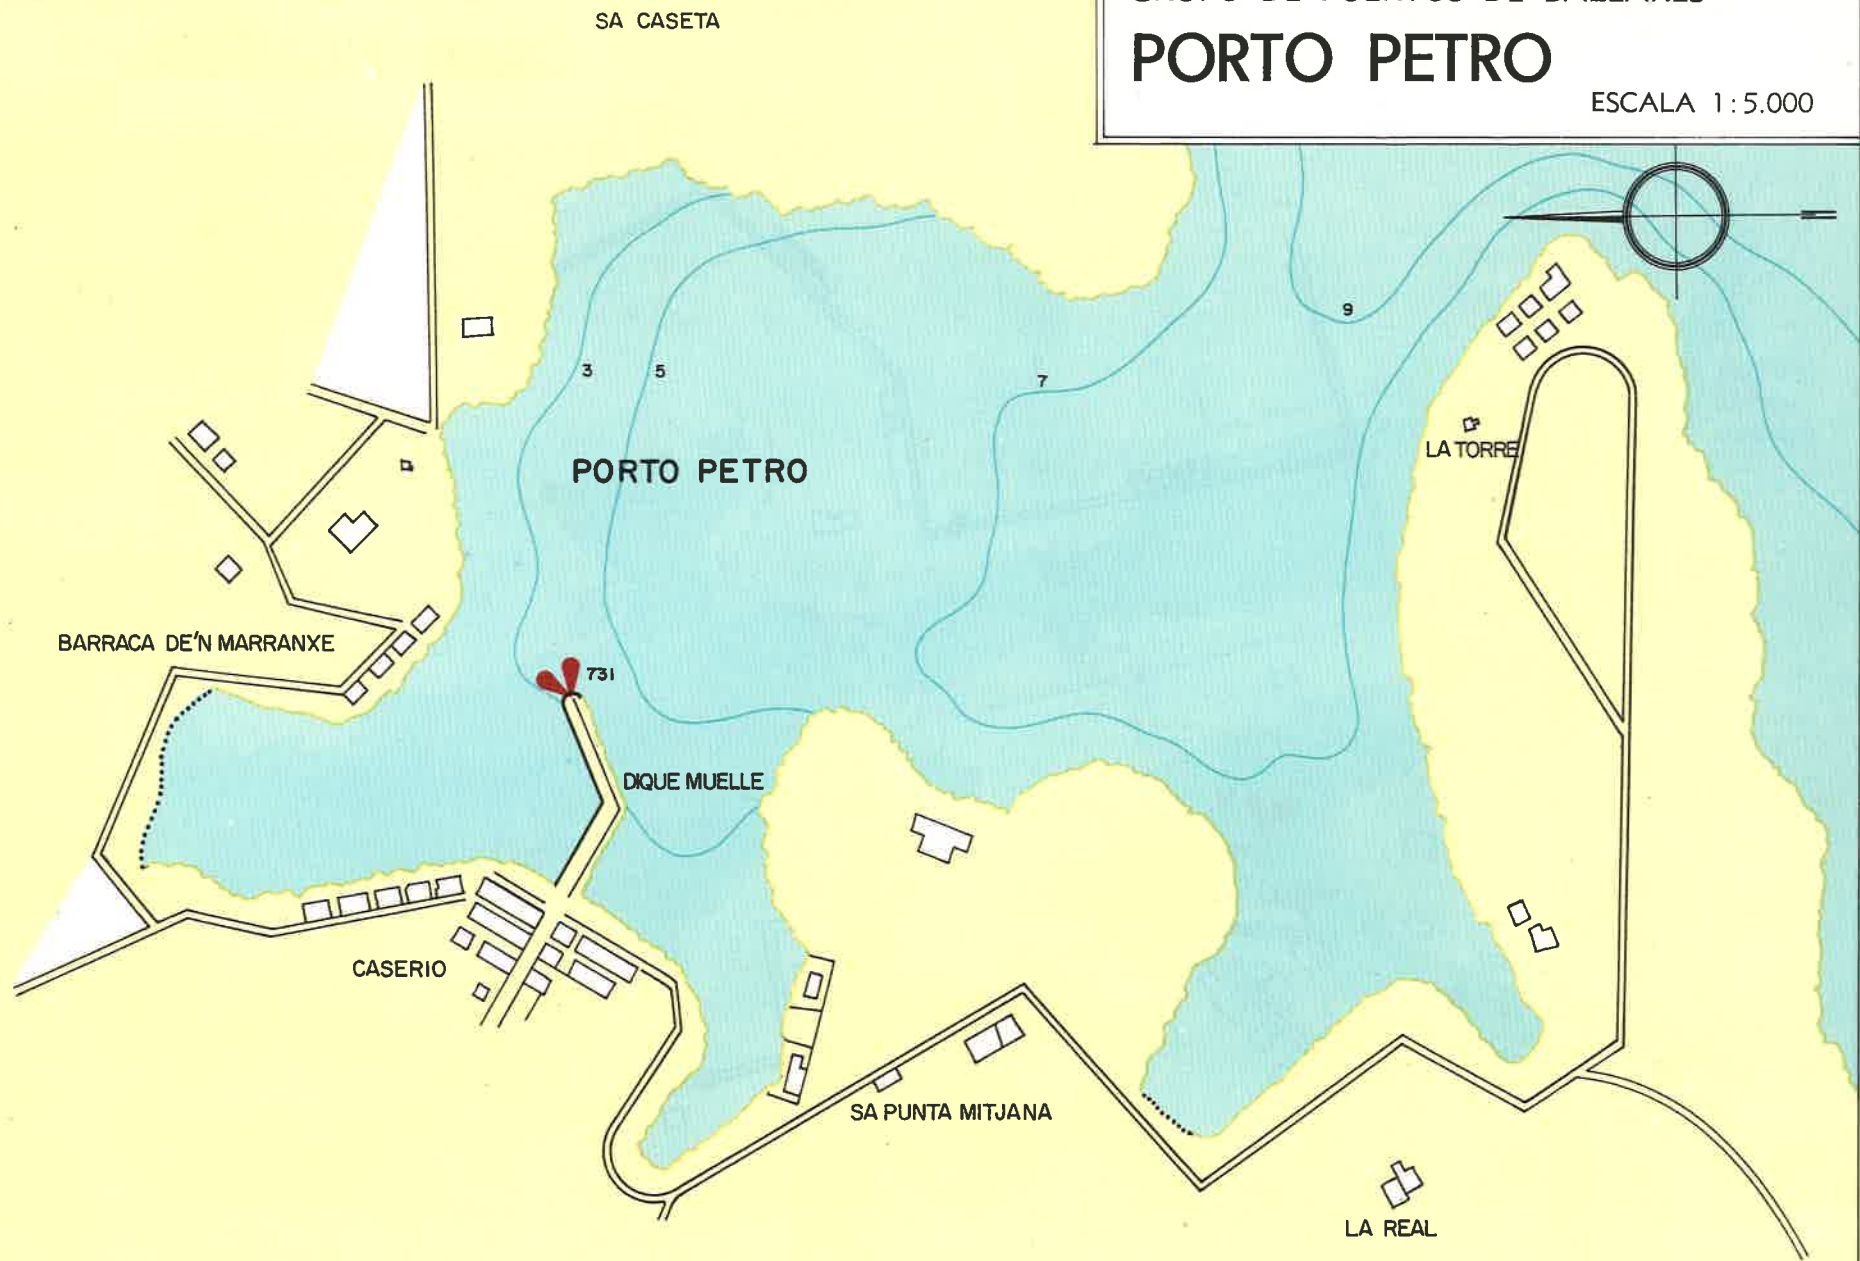 SA CASETA
PORTO PETRO
ESCALA 1:5.000
9
3
5
7
LA TORRE
PORTO PETRO
BARRACA DE'N MARRANXE
731
DIQUE MUELLE
CASERIO
SA PUNTA MITJANA
LA REAL